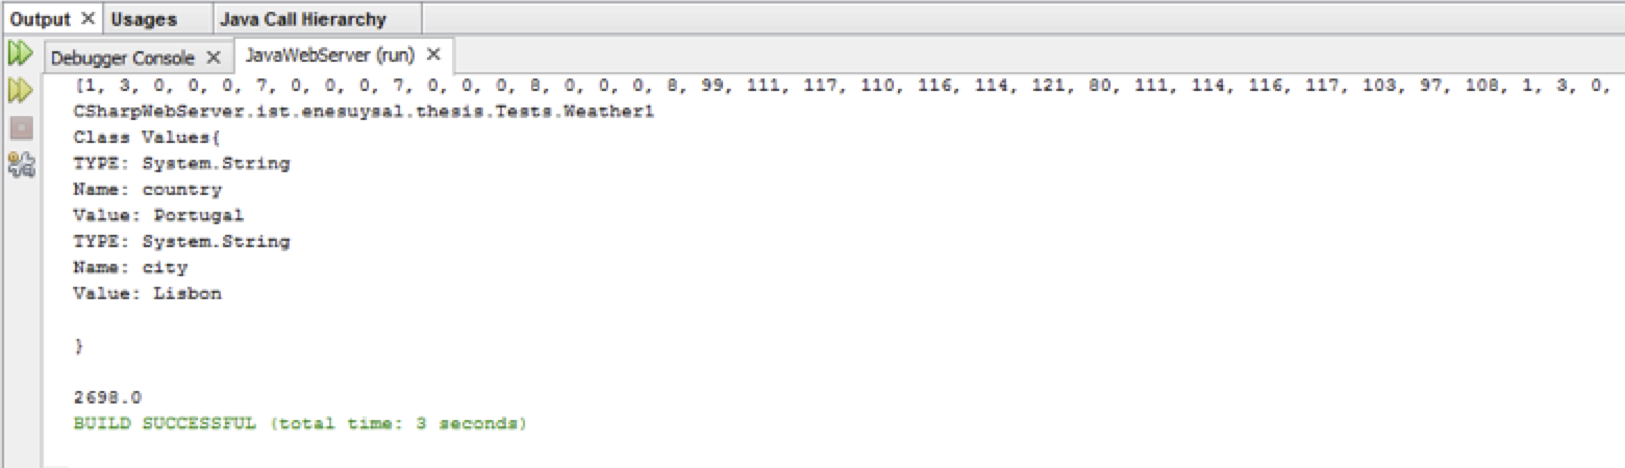 Output Usages Java Call Hierarchy
Debugger Console JavaWebServer (run)
[1, 3, 0, 0, 0, 7, 0, 0, 0, 7, 0, 0, 0, 8, 0, 0, 0, 8, 99, 111, 117, 110, 116, 114, 121, 80, 111, 114, 116, 117, 103, 97, 108, 1, 3, 0,
CSharpWebServer.ist.enesuysal.thesis.Tests.Weather1
Class Values{
TYPE: System.String
Name: country
Value: Portugal
TYPE: System.String
Name: city
Value: Lisbon
}
2698.0
BUILD SUCCESSFUL (total time: 3 seconds)